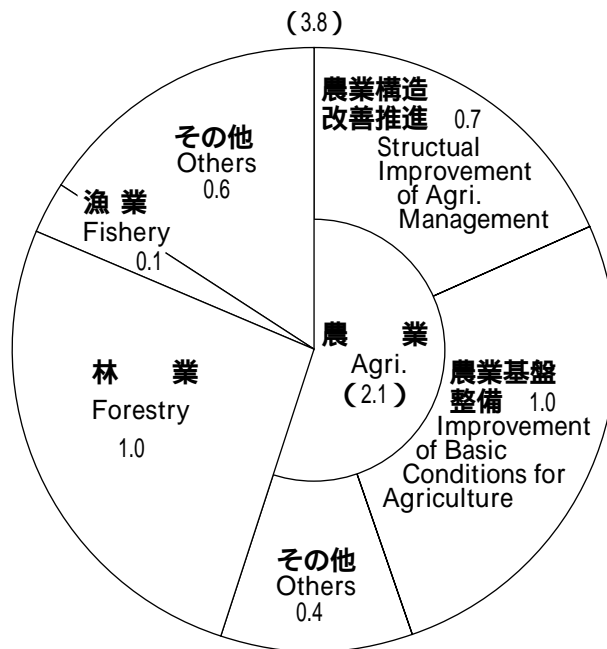 (3.8)
農業構造
改善推進 0.7
Structual
Improvement
of Agri.
Management
その他
Others
0.6
漁 業
Fishery
0.1
農 業
Agri.
(2.1)
林 業
Forestry
1.0
農業基盤
整備 1.0
Improvement
of Basic
Conditions for
Agriculture
その他
Others
0.4